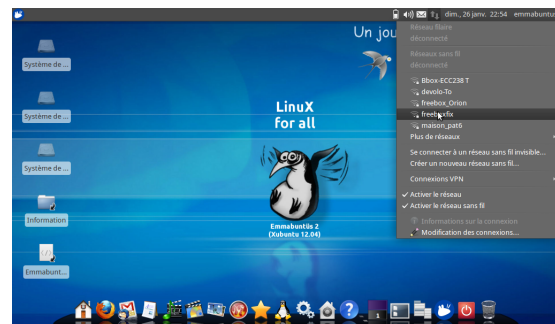 dim., 26 janv. 22:54 emmabuntus
Un jou
Réseau filaire
déconnecté
Réseaux sans fil
déconnecté
Bbox-ECC238 T
devolo-To
freebox_Orion
freeboxfix
maison_pat6
Plus de réseaux
Se connecter à un réseau sans fil invisible...
Créer un nouveau réseau sans fil...
Connexions VPN
Activer le réseau
Activer le réseau sans fil
Informations sur la connexion
Modification des connexions...
Système de ...
Système de ...
Système de ...
Information
Emmabunt...
LinuX
for all
Emmabuntüs 2
(Xubuntu 12.04)